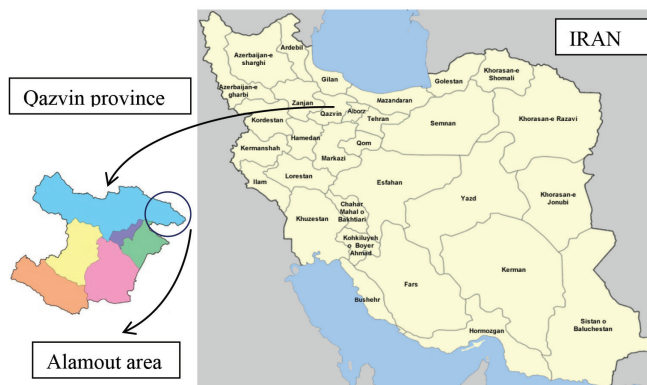 IRAN
Qazvin province
Alamout area
Ardebil
Azerbaijan-e
sharghi
Azerbaijan-e
gharbi
Gilan
Golestan
Khorasan-e
Shomali
Zanjan
Mazandaran
Kordestan
Qazvin
Alborz
Tehran
Semnan
Khorasan-e Razavi
Hamedan
Kermanshah
Qom
Markazi
Ilam
Lorestan
Esfahan
Yazd
Khorasan-e
Jonubi
Chahar
Mahal o
Bakhtiari
Khuzestan
Kohkiluyeh
o Boyer
Ahmad
Fars
Kerman
Bushehr
Sistan o
Baluchestan
Hormozgan